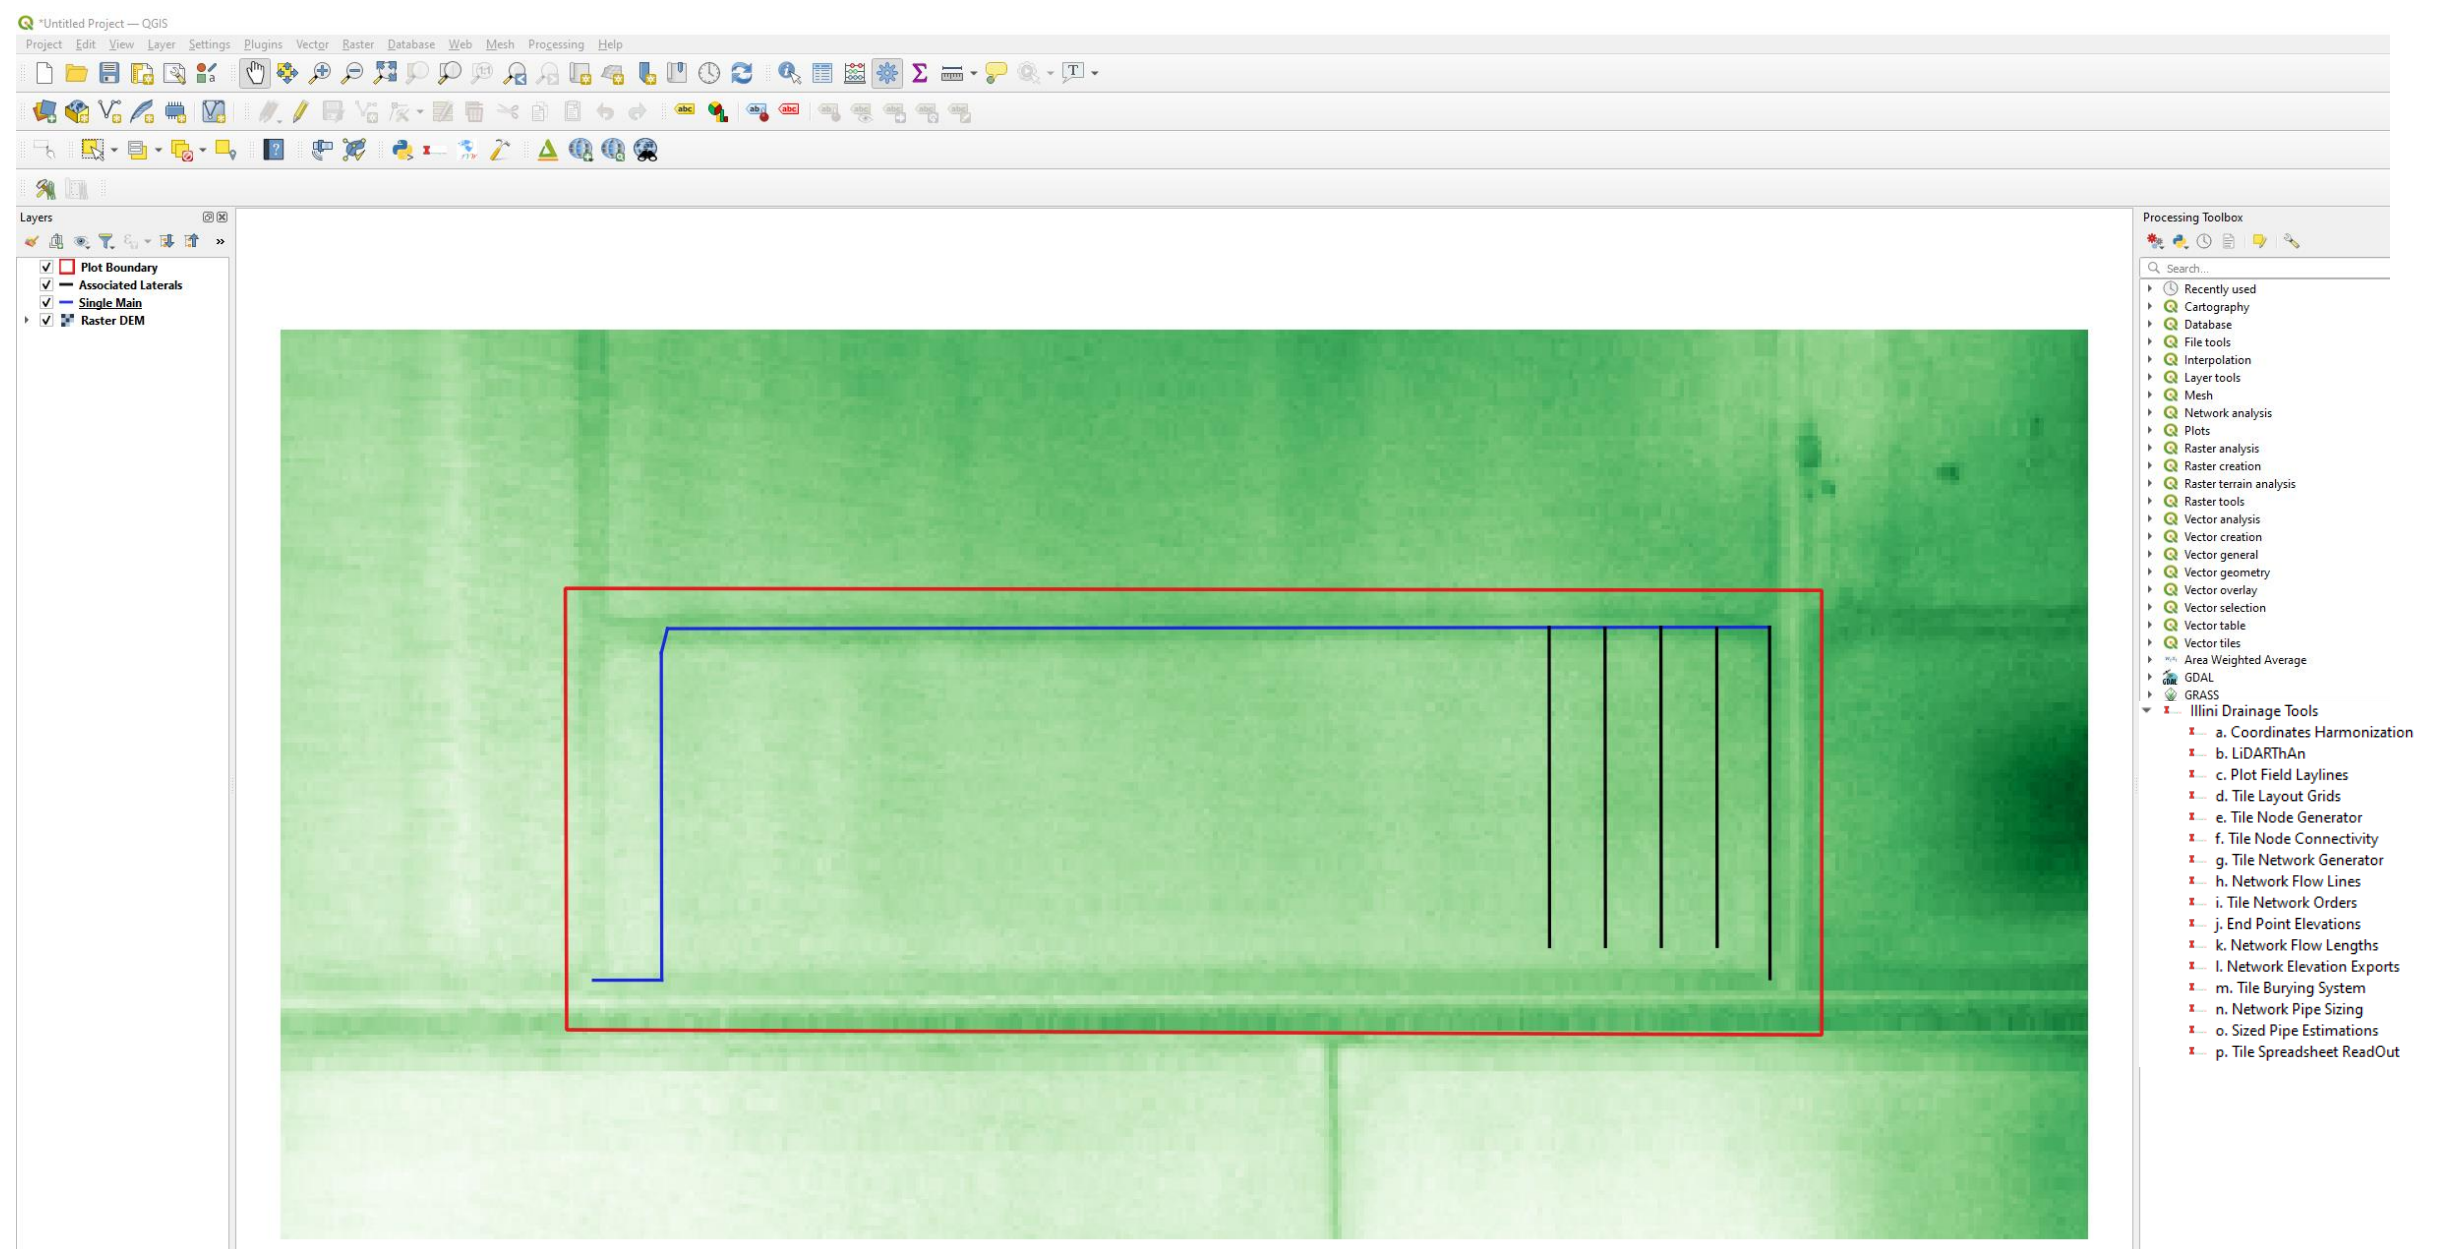 *Untitled Project — QGIS
Project Edit View Layer Settings Plugins Vector Raster Database Web Mesh Processing Help
Layers
Plot Boundary
Associated Laterals
Single Main
Raster DEM
Processing Toolbox
Search...
Recently used
Cartography
Database
File tools
Interpolation
Layer tools
Mesh
Network analysis
Plots
Raster analysis
Raster creation
Raster terrain analysis
Raster tools
Vector analysis
Vector creation
Vector general
Vector geometry
Vector overlay
Vector selection
Vector table
Vector tiles
Area Weighted Average
GDAL
GRASS
Illini Drainage Tools
a. Coordinates Harmonization
b. LiDARThAn
c. Plot Field Laylines
d. Tile Layout Grids
e. Tile Node Generator
f. Tile Node Connectivity
g. Tile Network Generator
h. Network Flow Lines
i. Tile Network Orders
j. End Point Elevations
k. Network Flow Lengths
l. Network Elevation Exports
m. Tile Burying System
n. Network Pipe Sizing
o. Sized Pipe Estimations
p. Tile Spreadsheet ReadOut